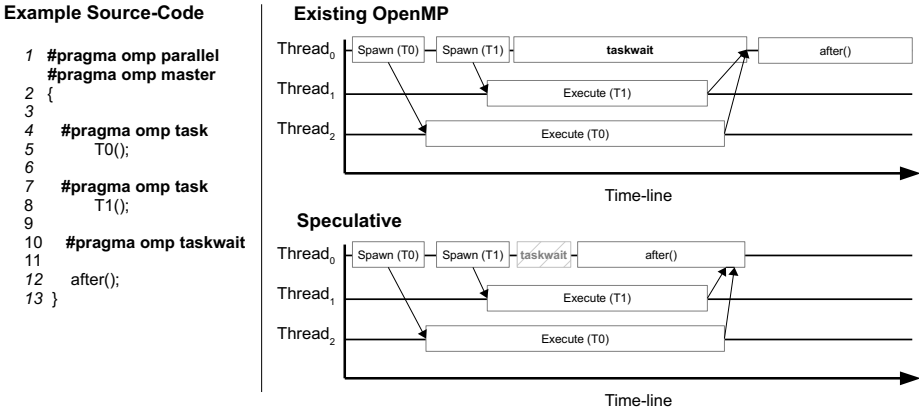 Example Source-Code
1 #pragma omp parallel
#pragma omp master
2 {
3
4 #pragma omp task
5 T0();
6
7 #pragma omp task
8 T1();
9
10 #pragma omp taskwait
11
12 after();
13 }
Existing OpenMP
Thread0 Spawn (T0) Spawn (T1) taskwait after()
Thread1 Execute (T1)
Thread2 Execute (T0)
Time-line
Speculative
Thread0 Spawn (T0) Spawn (T1) taskwait after()
Thread1 Execute (T1)
Thread2 Execute (T0)
Time-line